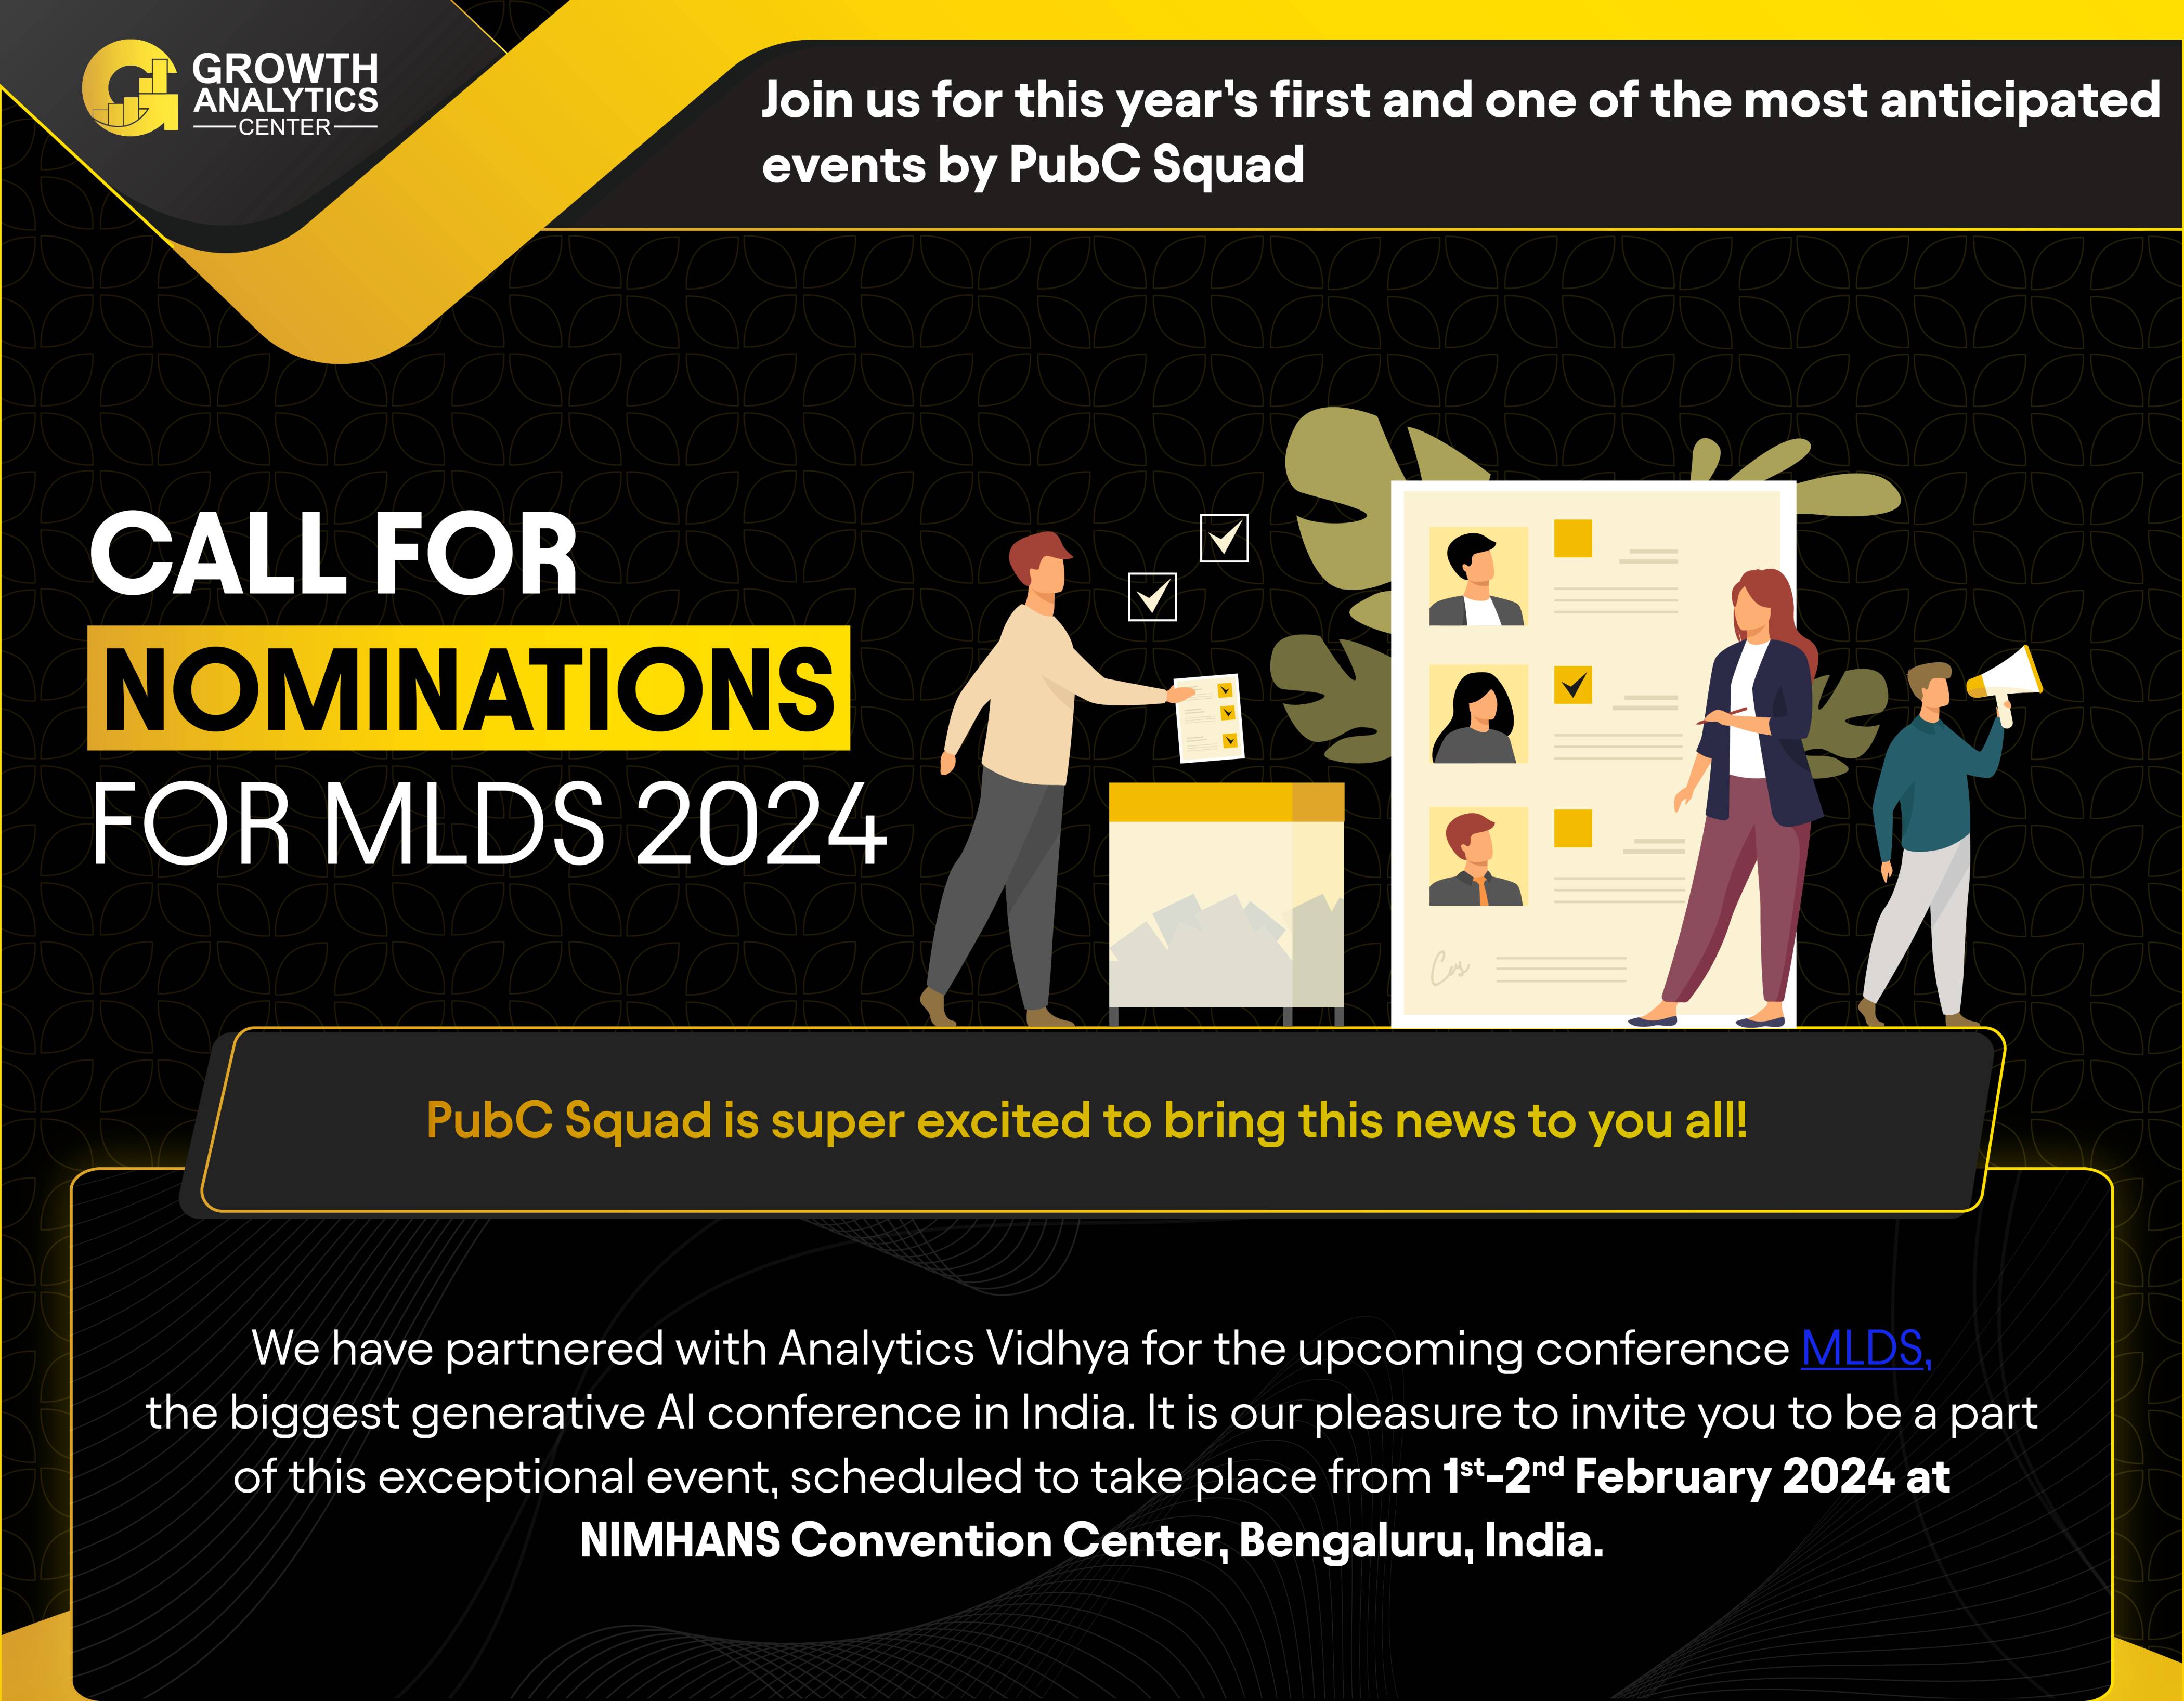 GROWTH
ANALYTICS
CENTER
Join us for this year's first and one of the most anticipated
events by PubC Squad
CALL FOR
NOMINATIONS
FOR MLDS 2024
PubC Squad is super excited to bring this news to you all!
We have partnered with Analytics Vidhya for the upcoming conference MLDS,
the biggest generative AI conference in India. It is our pleasure to invite you to be a part
of this exceptional event, scheduled to take place from 1st-2nd February 2024 at
NIMHANS Convention Center, Bengaluru, India.